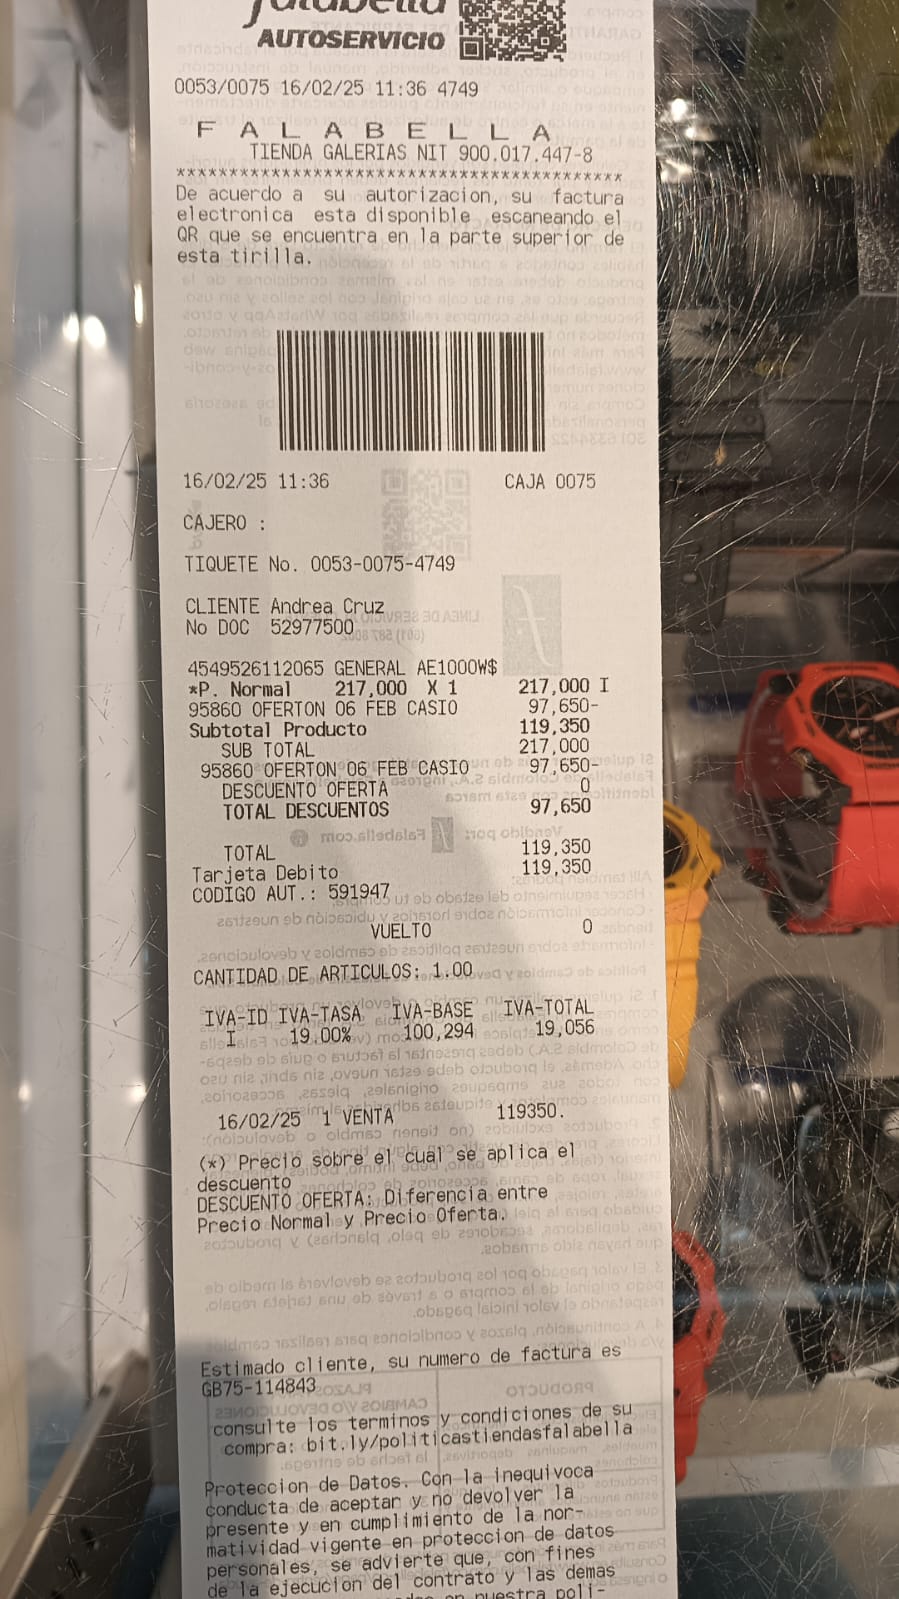 falabella
AUTOSERVICIO
0053/0075 16/02/25 11:36 4749
F A L A B E L L A
TIENDA GALERIAS NIT 900.017.447-8
******************************************
De acuerdo a su autorizacion, su factura
electronica esta disponible escaneando el
QR que se encuentra en la parte superior de
esta tirilla.
16/02/25 11:36 CAJA 0075
CAJERO :
TIQUETE No. 0053-0075-4749
CLIENTE Andrea Cruz
No DOC 52977500
4549526112065 GENERAL AE1000W$
*P. Normal 217,000 X 1 217,000 I
95860 OFERTON 06 FEB CASIO 97,650-
Subtotal Producto 119,350
SUB TOTAL 217,000
95860 OFERTON 06 FEB CASIO 97,650-
DESCUENTO OFERTA 0
TOTAL DESCUENTOS 97,650
TOTAL 119,350
Tarjeta Debito 119,350
CODIGO AUT.: 591947
VUELTO 0
CANTIDAD DE ARTICULOS: 1.00
IVA-ID IVA-TASA IVA-BASE IVA-TOTAL
I 19.00% 100,294 19,056
16/02/25 1 VENTA 119350.
(*) Precio sobre el cual se aplica el
descuento
DESCUENTO OFERTA: Diferencia entre
Precio Normal y Precio Oferta.
Estimado cliente, su numero de factura es
GB75-114843
consulte los terminos y condiciones de su
compra: bit.ly/politicastiendasfalabella
Proteccion de Datos. Con la inequivoca
conducta de aceptar y no devolver la
presente y en cumplimiento de la nor-
matividad vigente en proteccion de datos
personales, se advierte que, con fines
de la ejecucion del contrato y las demas
en nuestra poli-